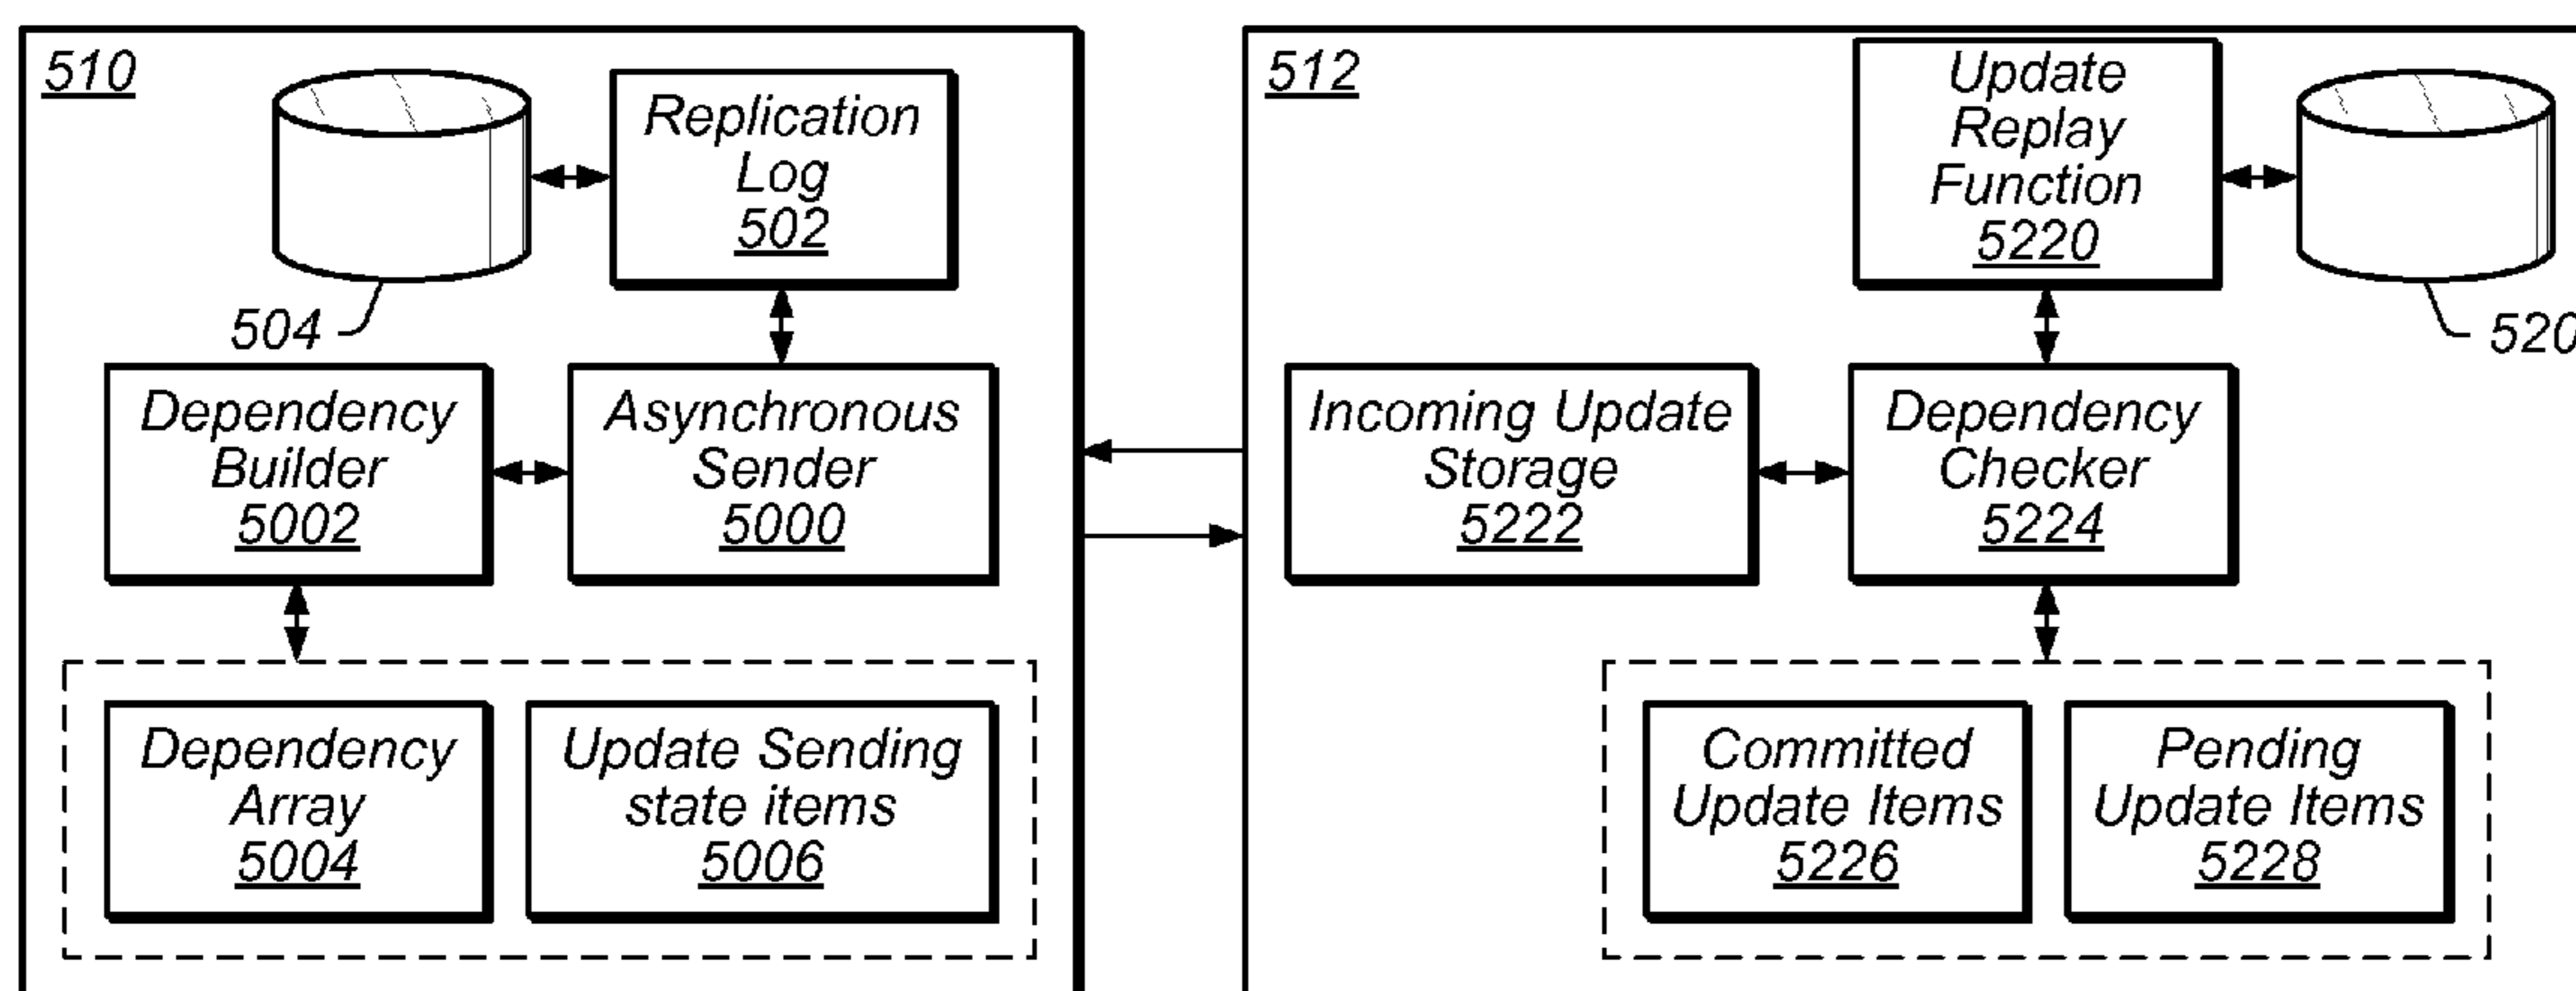 510
Replication
Log
502
504
Dependency
Builder
5002
Asynchronous
Sender
5000
Dependency
Array
5004
Update Sending
state items
5006
512
Update
Replay
Function
5220
520
Incoming Update
Storage
5222
Dependency
Checker
5224
Committed
Update Items
5226
Pending
Update Items
5228